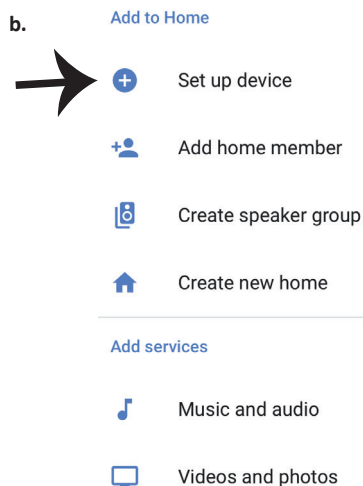 b.
Add to Home
Set up device
Add home member
Create speaker group
Create new home
Add services
Music and audio
Videos and photos